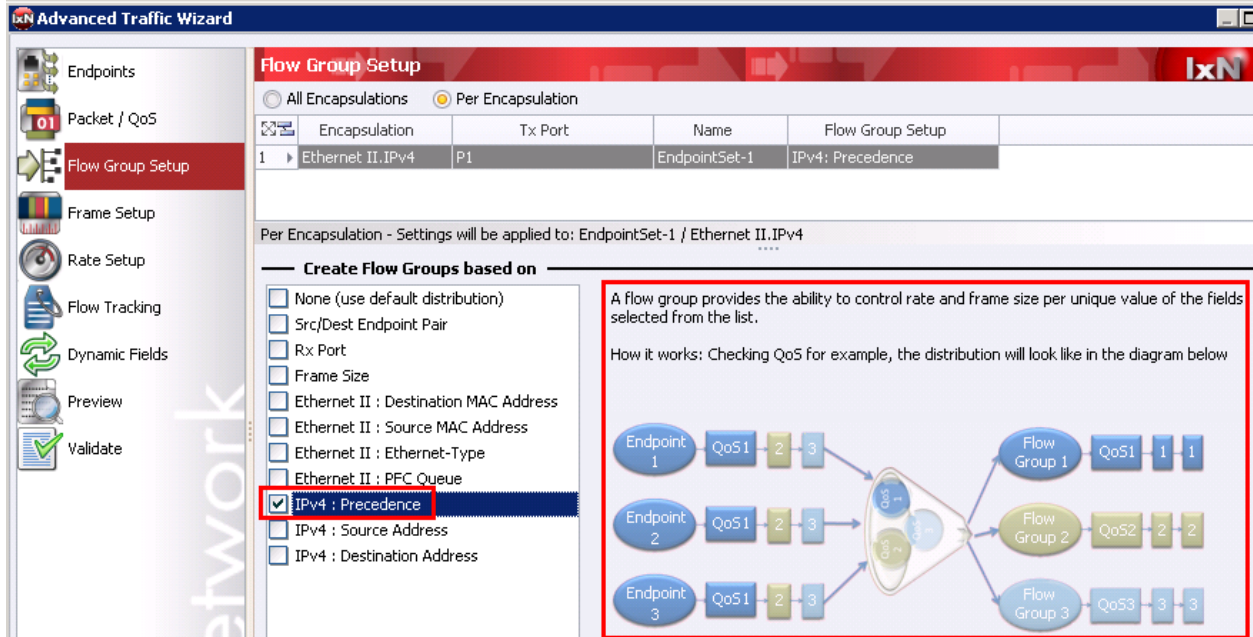 IxN Advanced Traffic Wizard
Endpoints
Packet / QoS
Flow Group Setup
Frame Setup
Rate Setup
Flow Tracking
Dynamic Fields
Preview
Validate
etwork
Flow Group Setup
IxN
All Encapsulations Per Encapsulation
Encapsulation Tx Port Name Flow Group Setup
1 Ethernet II.IPv4 P1 EndpointSet-1 IPv4: Precedence
Per Encapsulation - Settings will be applied to: EndpointSet-1 / Ethernet II.IPv4
Create Flow Groups based on
None (use default distribution)
Src/Dest Endpoint Pair
Rx Port
Frame Size
Ethernet II : Destination MAC Address
Ethernet II : Source MAC Address
Ethernet II : Ethernet-Type
Ethernet II : PFC Queue
IPv4 : Precedence
IPv4 : Source Address
IPv4 : Destination Address
A flow group provides the ability to control rate and frame size per unique value of the fields
selected from the list.
How it works: Checking QoS for example, the distribution will look like in the diagram below
Endpoint
1
QoS1 2 3
Endpoint
2
QoS1 2 3
Endpoint
3
QoS1 2 3
QoS
1
QoS
2
Flow
Group 1
QoS1 1 1
Flow
Group 2
QoS2 2 2
Flow
Group 3
QoS3 3 3